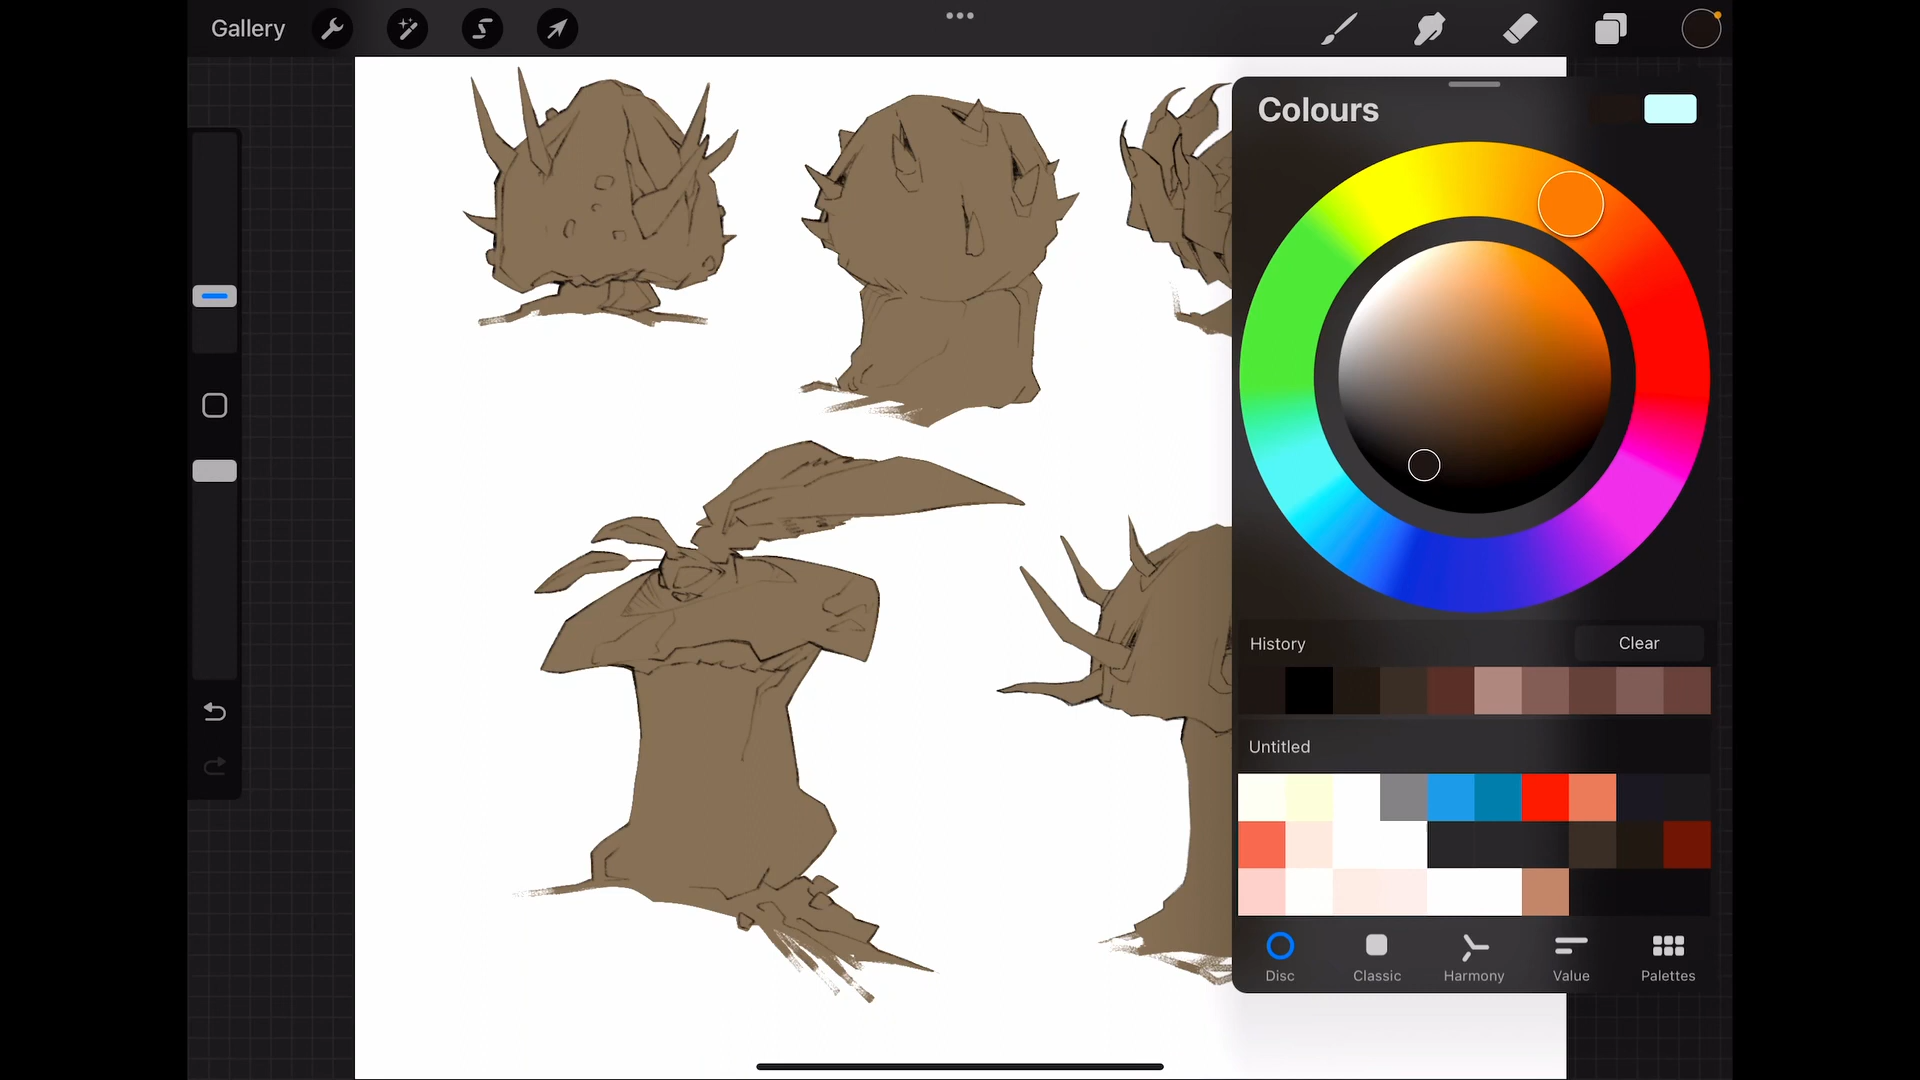 Gallery
Colours
History
Clear
Untitled
Disc
Classic
Harmony
Value
Palettes